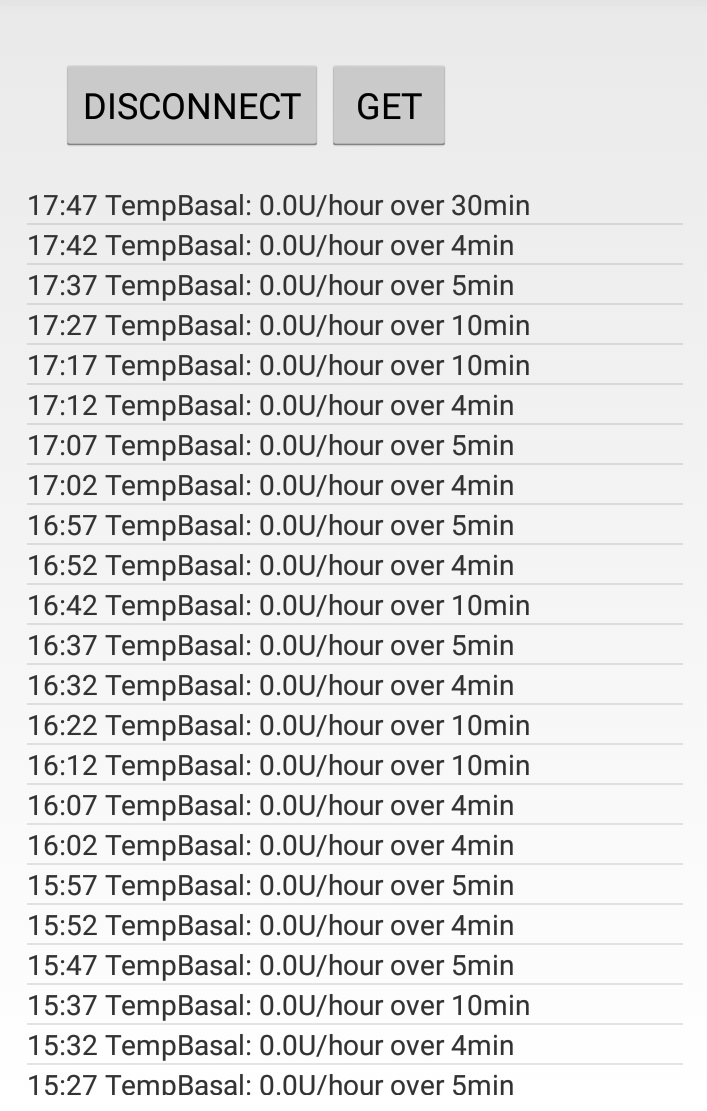 DISCONNECT GET
17:47 TempBasal: 0.0U/hour over 30min
17:42 TempBasal: 0.0U/hour over 4min
17:37 TempBasal: 0.0U/hour over 5min
17:27 TempBasal: 0.0U/hour over 10min
17:17 TempBasal: 0.0U/hour over 10min
17:12 TempBasal: 0.0U/hour over 4min
17:07 TempBasal: 0.0U/hour over 5min
17:02 TempBasal: 0.0U/hour over 4min
16:57 TempBasal: 0.0U/hour over 5min
16:52 TempBasal: 0.0U/hour over 4min
16:42 TempBasal: 0.0U/hour over 10min
16:37 TempBasal: 0.0U/hour over 5min
16:32 TempBasal: 0.0U/hour over 4min
16:22 TempBasal: 0.0U/hour over 10min
16:12 TempBasal: 0.0U/hour over 10min
16:07 TempBasal: 0.0U/hour over 4min
16:02 TempBasal: 0.0U/hour over 4min
15:57 TempBasal: 0.0U/hour over 5min
15:52 TempBasal: 0.0U/hour over 4min
15:47 TempBasal: 0.0U/hour over 5min
15:37 TempBasal: 0.0U/hour over 10min
15:32 TempBasal: 0.0U/hour over 4min
15:27 TempBasal: 0.0U/hour over 5min